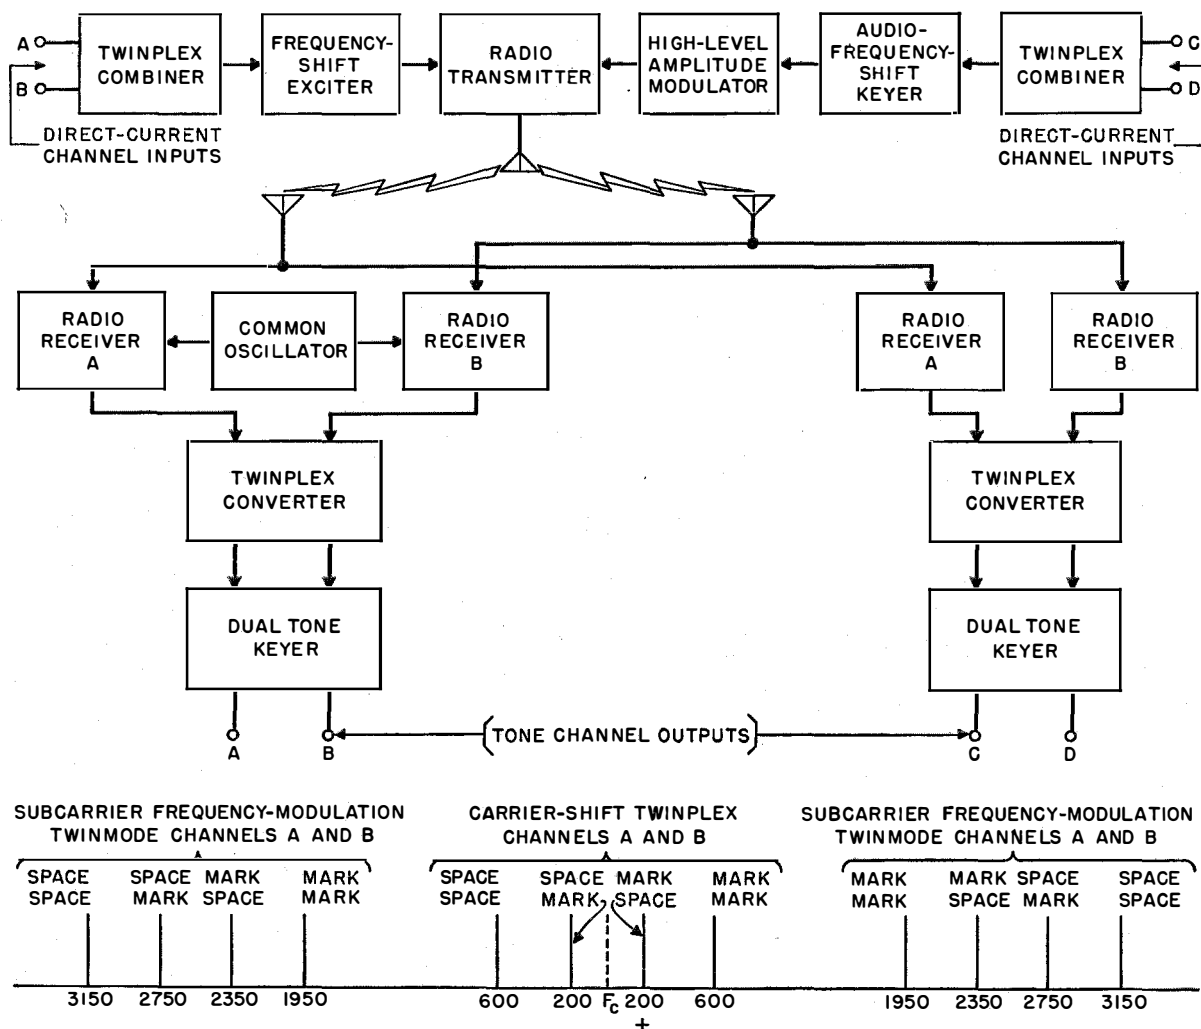 A
B
TWINPLEX
COMBINER
FREQUENCY-
SHIFT
EXCITER
RADIO
TRANSMITTER
HIGH-LEVEL
AMPLITUDE
MODULATOR
AUDIO-
FREQUENCY-
SHIFT
KEYER
TWINPLEX
COMBINER
C
D
DIRECT-CURRENT
CHANNEL INPUTS
DIRECT-CURRENT
CHANNEL INPUTS
RADIO
RECEIVER
A
COMMON
OSCILLATOR
RADIO
RECEIVER
B
RADIO
RECEIVER
A
RADIO
RECEIVER
B
TWINPLEX
CONVERTER
TWINPLEX
CONVERTER
DUAL TONE
KEYER
DUAL TONE
KEYER
A
B
TONE CHANNEL OUTPUTS
C
D
SUBCARRIER FREQUENCY-MODULATION
TWINMODE CHANNELS A AND B
SPACE SPACE MARK MARK
SPACE MARK SPACE MARK
3150 2750 2350 1950
CARRIER-SHIFT TWINPLEX
CHANNELS A AND B
SPACE SPACE MARK MARK
SPACE MARK SPACE MARK
600 200 Fc 200 600
+
SUBCARRIER FREQUENCY-MODULATION
TWINMODE CHANNELS A AND B
MARK MARK SPACE SPACE
MARK SPACE MARK SPACE
1950 2350 2750 3150